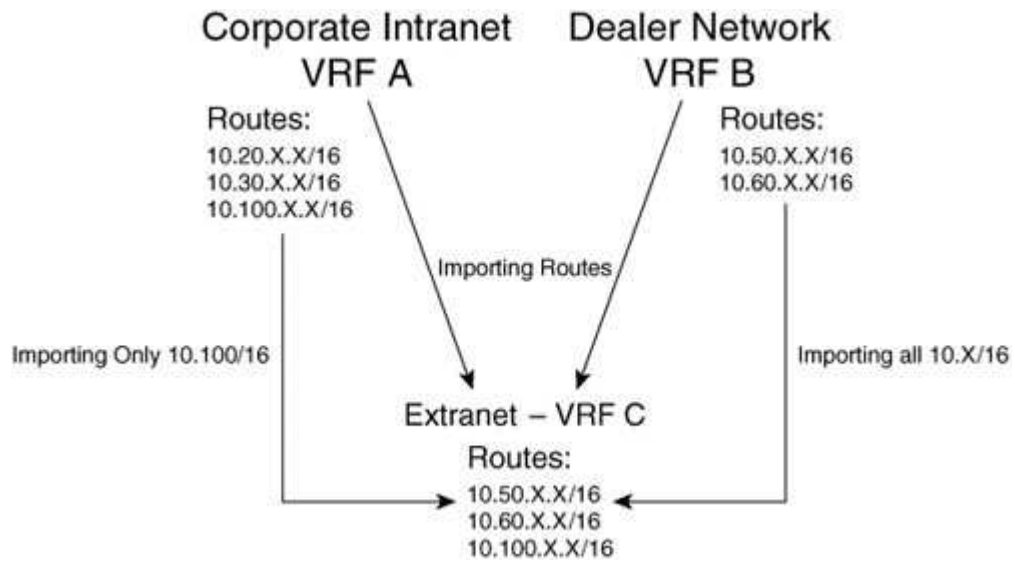 Corporate Intranet
VRF A
Routes:
10.20.X.X/16
10.30.X.X/16
10.100.X.X/16
Dealer Network
VRF B
Routes:
10.50.X.X/16
10.60.X.X/16
Importing Routes
Importing Only 10.100/16
Importing all 10.X/16
Extranet – VRF C
Routes:
10.50.X.X/16
10.60.X.X/16
10.100.X.X/16